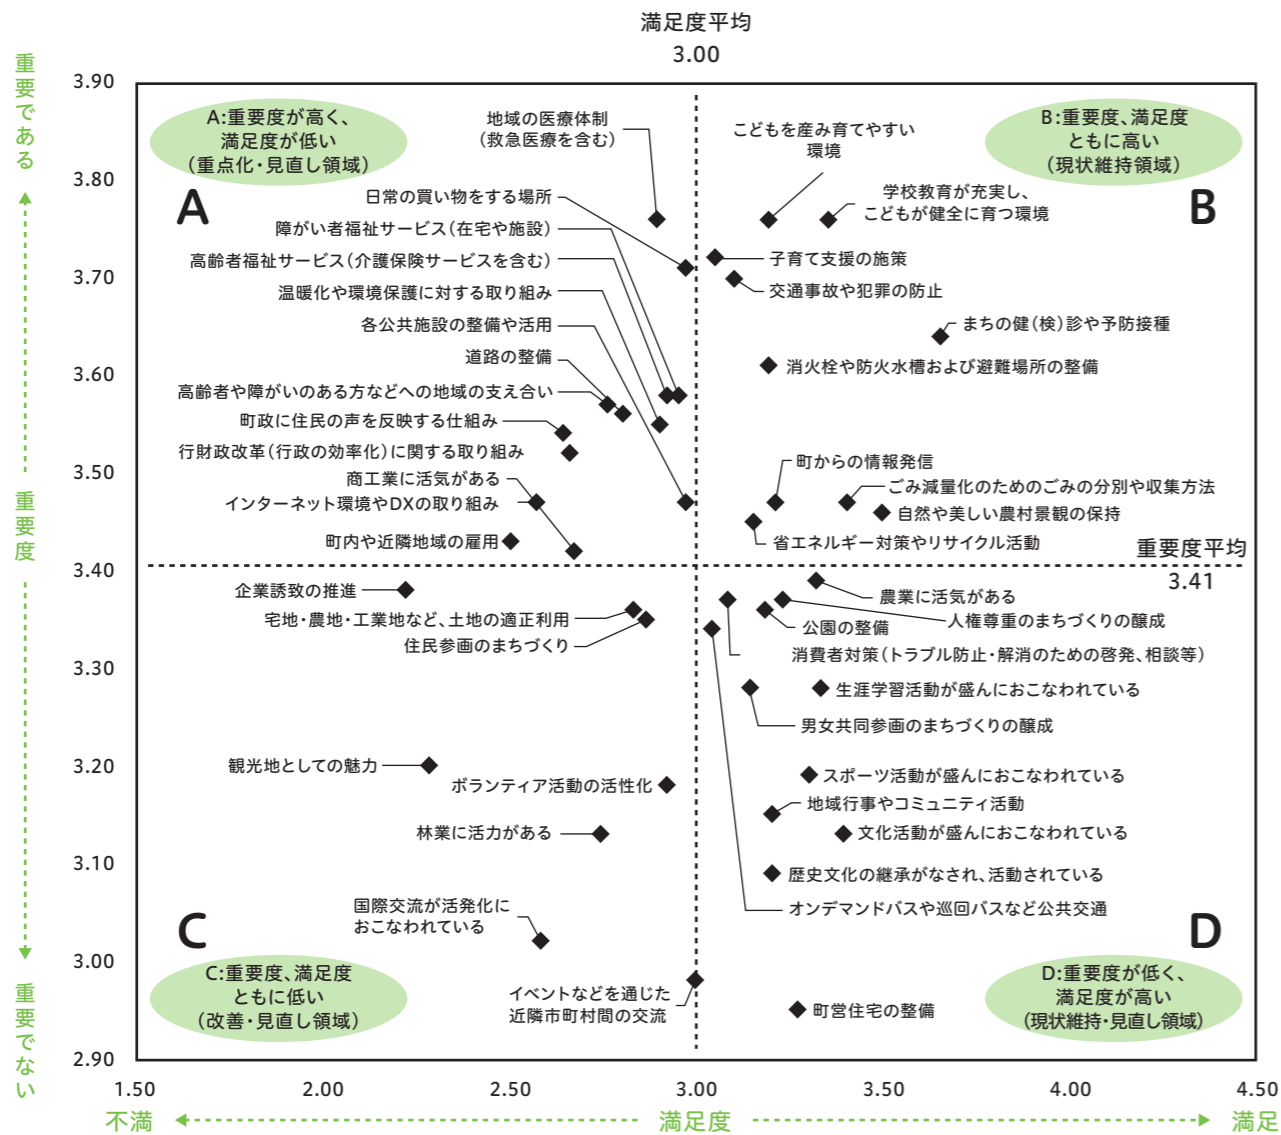 満足度平均
3.00
重要である
重要度
重要でない
3.90
3.80
3.70
3.60
3.50
3.40
3.30
3.20
3.10
3.00
2.90
A:重要度が高く、
満足度が低い
（重点化・見直し領域）
A
B:重要度、満足度
ともに高い
（現状維持領域）
B
地域の医療体制
（救急医療を含む）
日常の買い物をする場所
障がい者福祉サービス（在宅や施設）
高齢者福祉サービス（介護保険サービスを含む）
温暖化や環境保護に対する取り組み
各公共施設の整備や活用
道路の整備
高齢者や障がいのある方などへの地域の支え合い
町政に住民の声を反映する仕組み
行財政改革（行政の効率化）に関する取り組み
商工業に活気がある
インターネット環境やDXの取り組み
町内や近隣地域の雇用
こどもを産み育てやすい
環境
学校教育が充実し、
こどもが健全に育つ環境
子育て支援の施策
交通事故や犯罪の防止
まちの健（検）診や予防接種
消火栓や防火水槽および避難場所の整備
町からの情報発信
ごみ減量化のためのごみの分別や収集方法
自然や美しい農村景観の保持
省エネルギー対策やリサイクル活動
重要度平均
3.41
企業誘致の推進
宅地・農地・工業地など、土地の適正利用
住民参画のまちづくり
観光地としての魅力
ボランティア活動の活性化
林業に活力がある
国際交流が活発化に
おこなわれている
イベントなどを通じた
近隣市町村間の交流
農業に活気がある
人権尊重のまちづくりの醸成
公園の整備
消費者対策（トラブル防止・解消のための啓発、相談等）
生涯学習活動が盛んにおこなわれている
男女共同参画のまちづくりの醸成
スポーツ活動が盛んにおこなわれている
地域行事やコミュニティ活動
文化活動が盛んにおこなわれている
歴史文化の継承がなされ、活動されている
オンデマンドバスや巡回バスなど公共交通
町営住宅の整備
C
C:重要度、満足度
ともに低い
（改善・見直し領域）
D
D:重要度が低く、
満足度が高い
（現状維持・見直し領域）
1.50 2.00 2.50 3.00 3.50 4.00 4.50
不満 満足度 満足